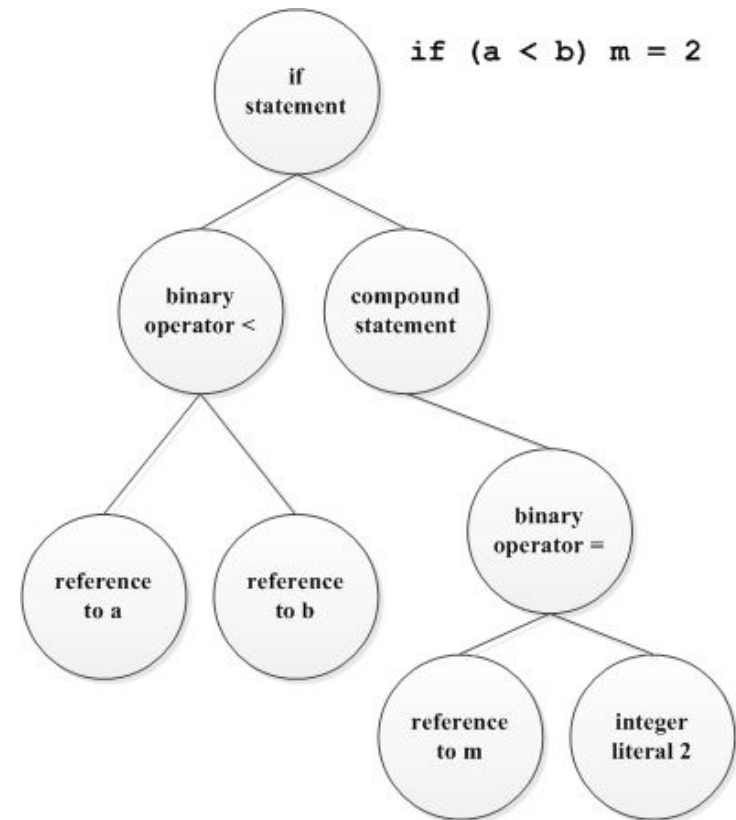 if (a < b) m = 2
if
statement
binary
operator <
compound
statement
binary
operator =
reference
to a
reference
to b
reference
to m
integer
literal 2